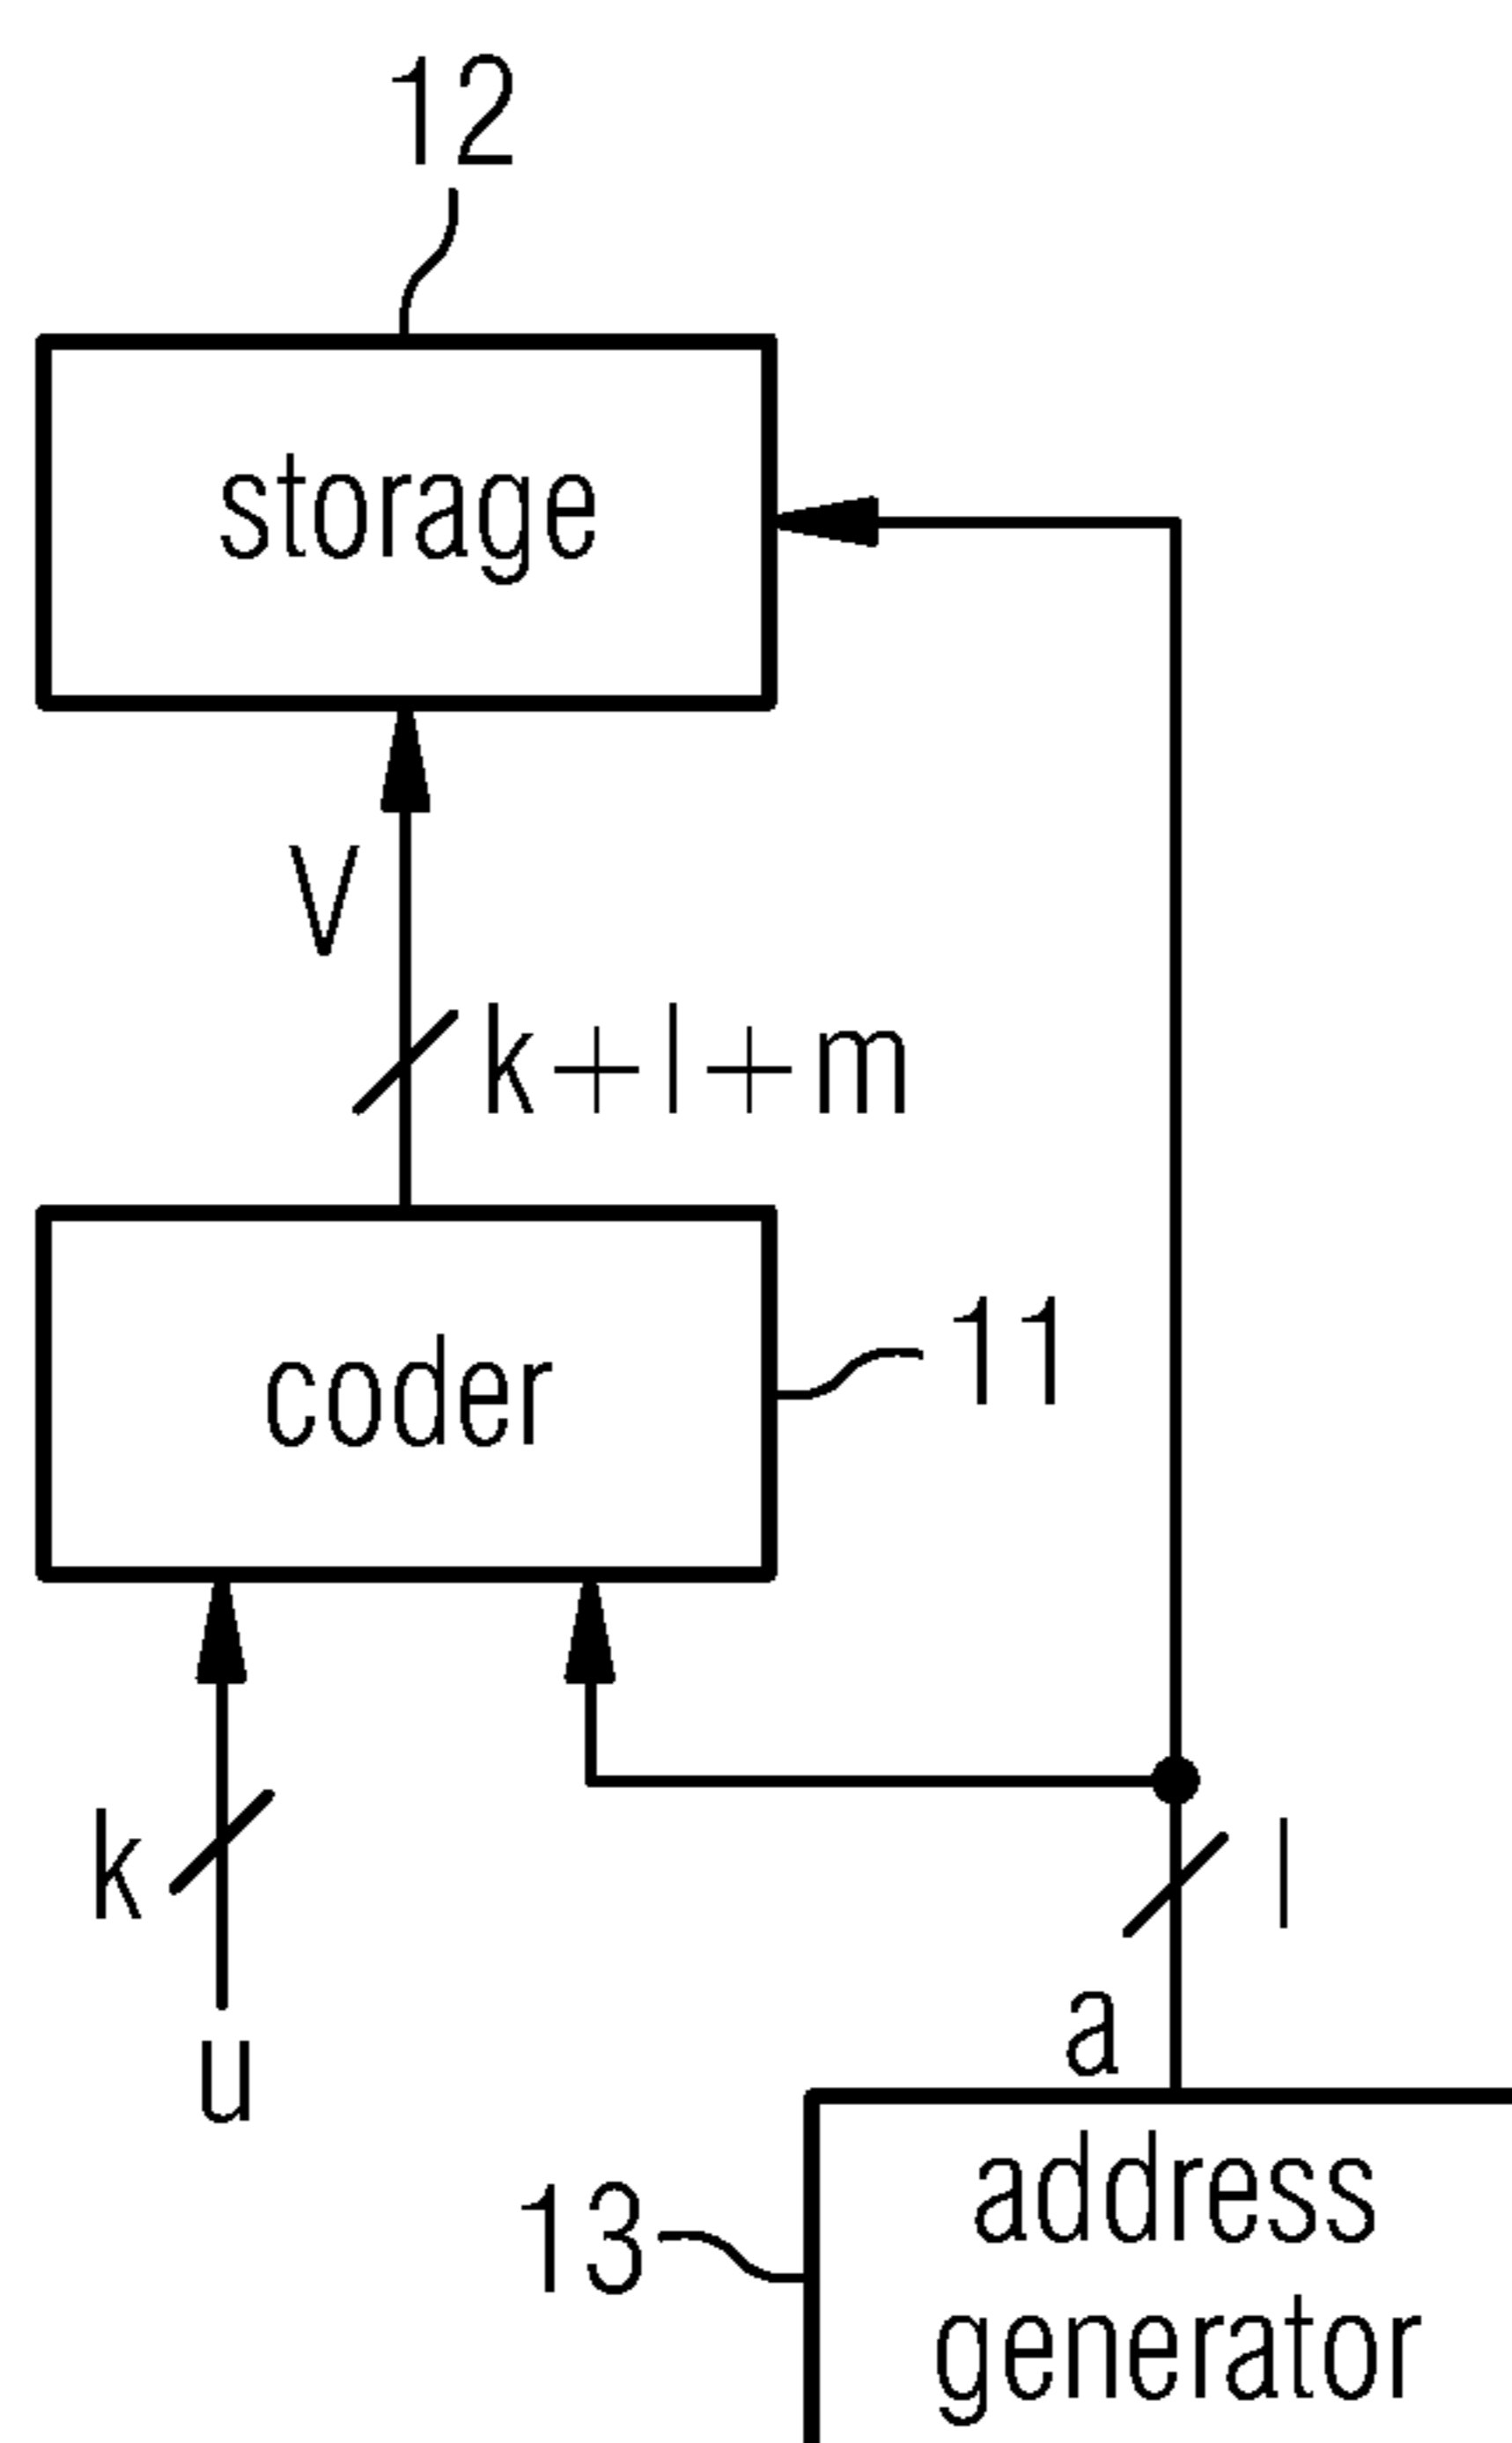 12
storage
V
k+l+m
coder
11
k
l
a
u
address
13
generator